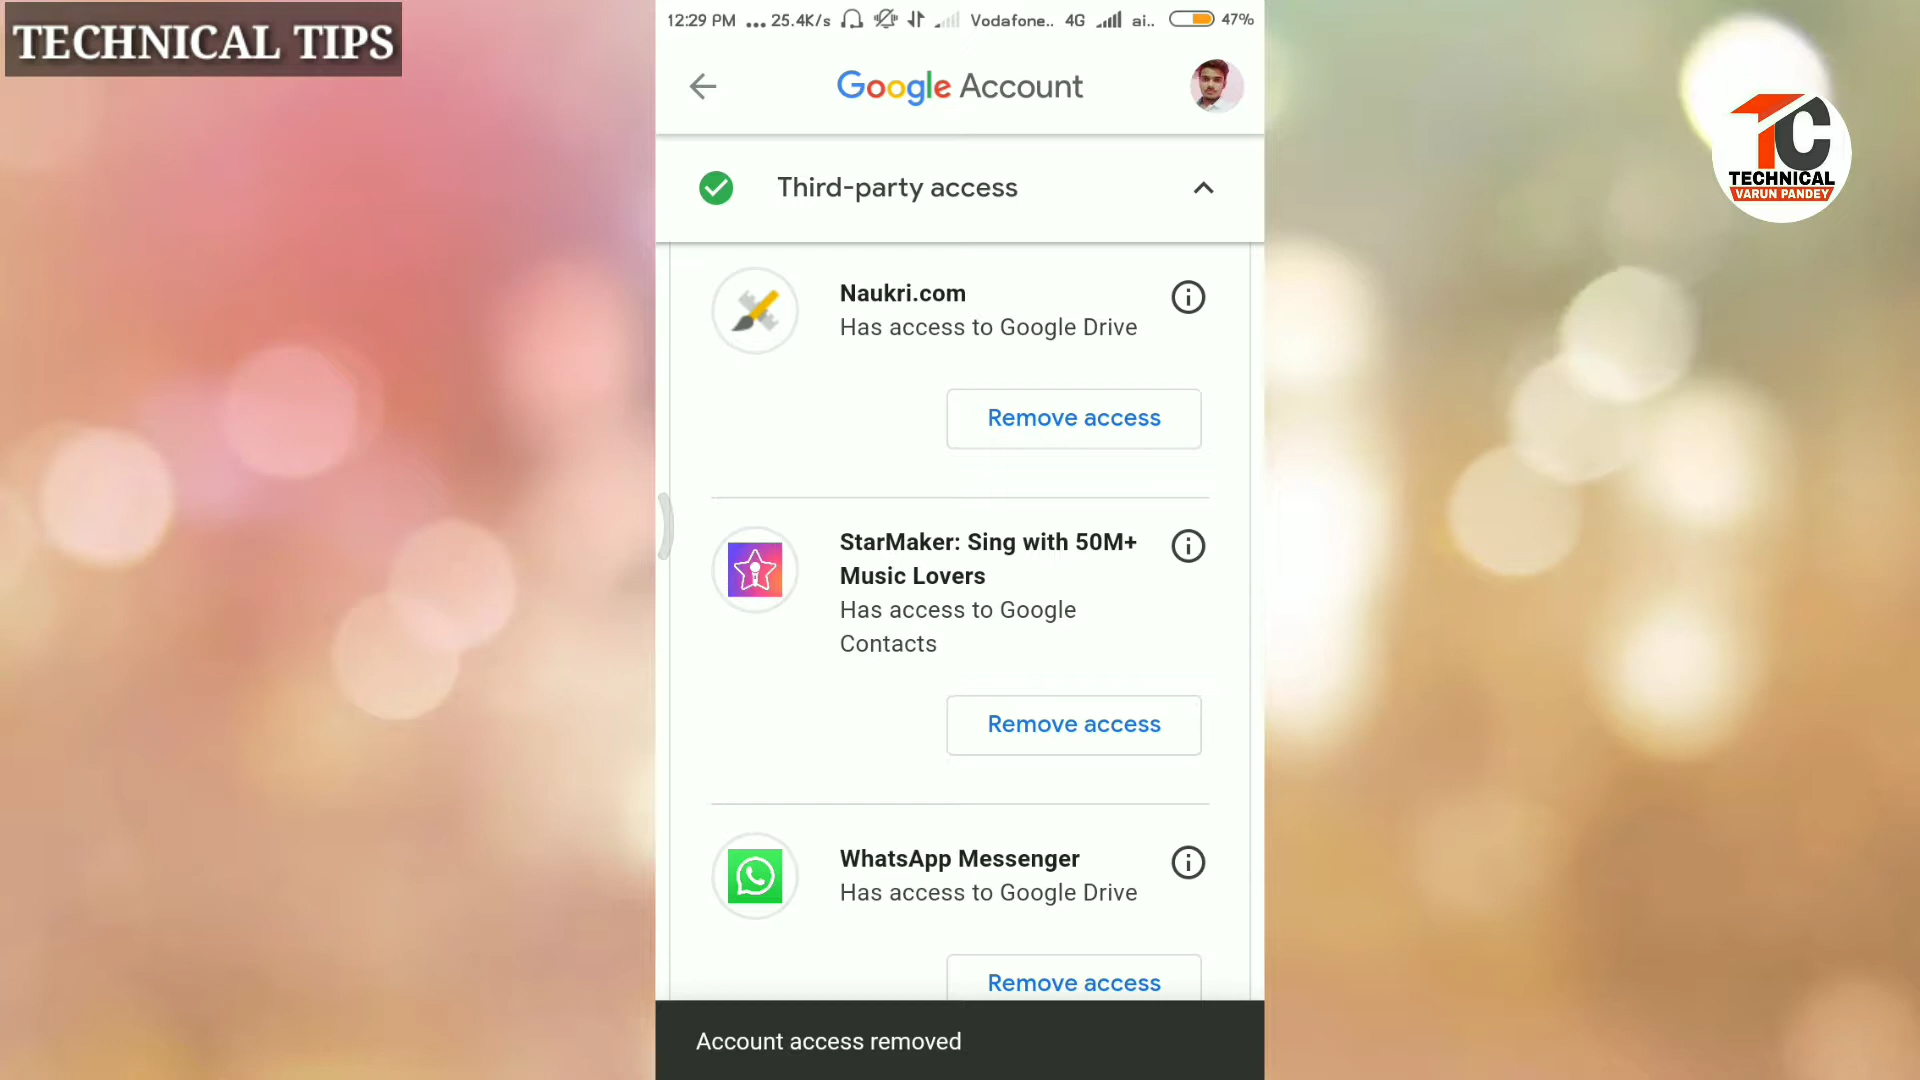 TECHNICAL TIPS
12:29 PM ... 25.4K/s Vodafone.. 4G ai.. 47%
Google Account
TC
TECHNICAL
VARUN PANDEY
Third-party access
Naukri.com
Has access to Google Drive
Remove access
StarMaker: Sing with 50M+
Music Lovers
Has access to Google
Contacts
Remove access
WhatsApp Messenger
Has access to Google Drive
Remove access
Account access removed